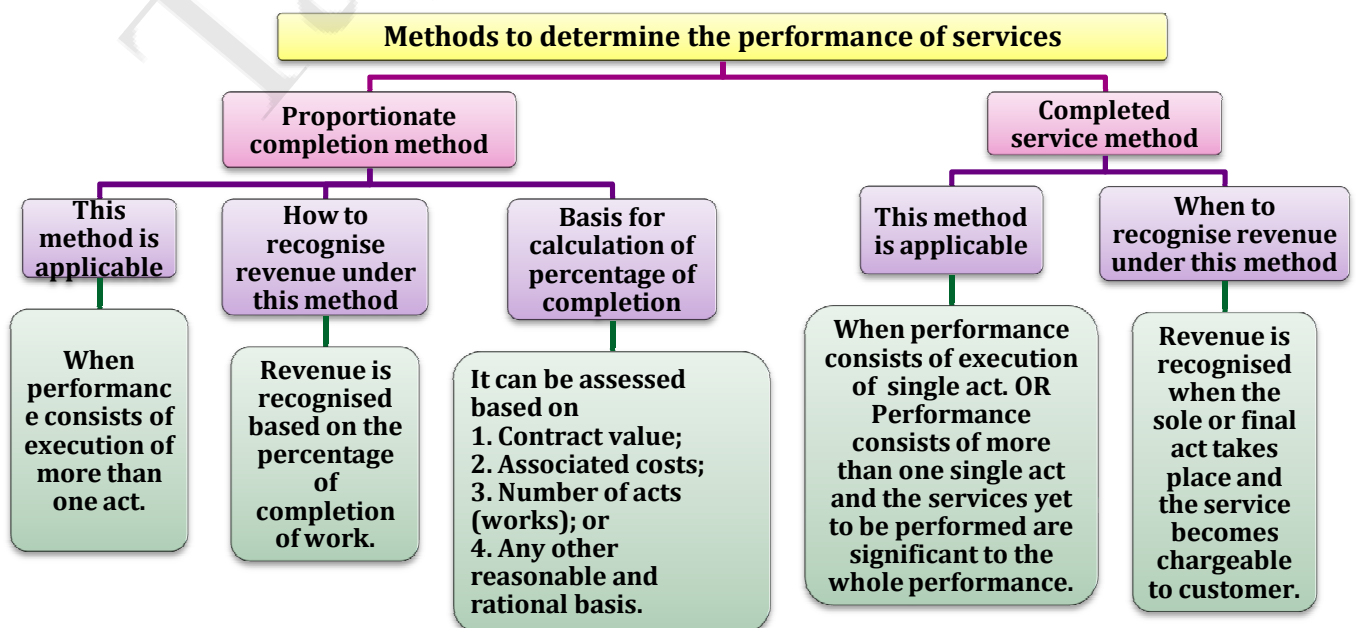 Methods to determine the performance of services
Proportionate
completion method
Completed
service method
This
method is
applicable
How to
recognise
revenue under
this method
Basis for
calculation of
percentage of
completion
This method
is applicable
When to
recognise revenue
under this method
When
performanc
e consists of
execution of
more than
one act.
Revenue is
recognised
based on the
percentage
of
completion
of work.
It can be assessed
based on
1. Contract value;
2. Associated costs;
3. Number of acts
(works); or
4. Any other
reasonable and
rational basis.
When performance
consists of execution
of single act. OR
Performance
consists of more
than one single act
and the services yet
to be performed are
significant to the
whole performance.
Revenue is
recognised
when the
sole or final
act takes
place and
the service
becomes
chargeable
to customer.